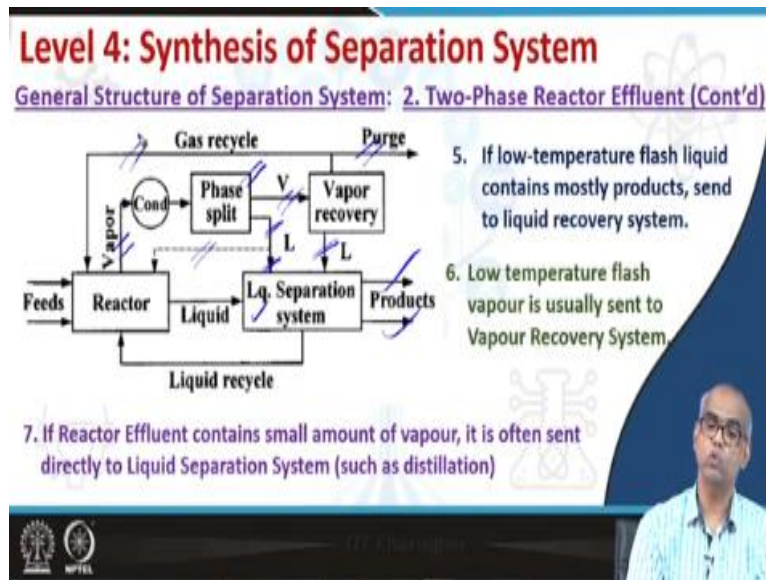 Level 4: Synthesis of Separation System
General Structure of Separation System: 2. Two-Phase Reactor Effluent (Cont'd)
Gas recycle
Purge
Cond
Phase
split
V
Vapor
recovery
Vapor
L
L
Feeds
Reactor
Liquid
Lq. Separation
system
Products
Liquid recycle
5. If low-temperature flash liquid
contains mostly products, send
to liquid recovery system.
6. Low temperature flash
vapour is usually sent to
Vapour Recovery System.
7. If Reactor Effluent contains small amount of vapour, it is often sent
directly to Liquid Separation System (such as distillation)
NPTEL
IIT Kharagpur